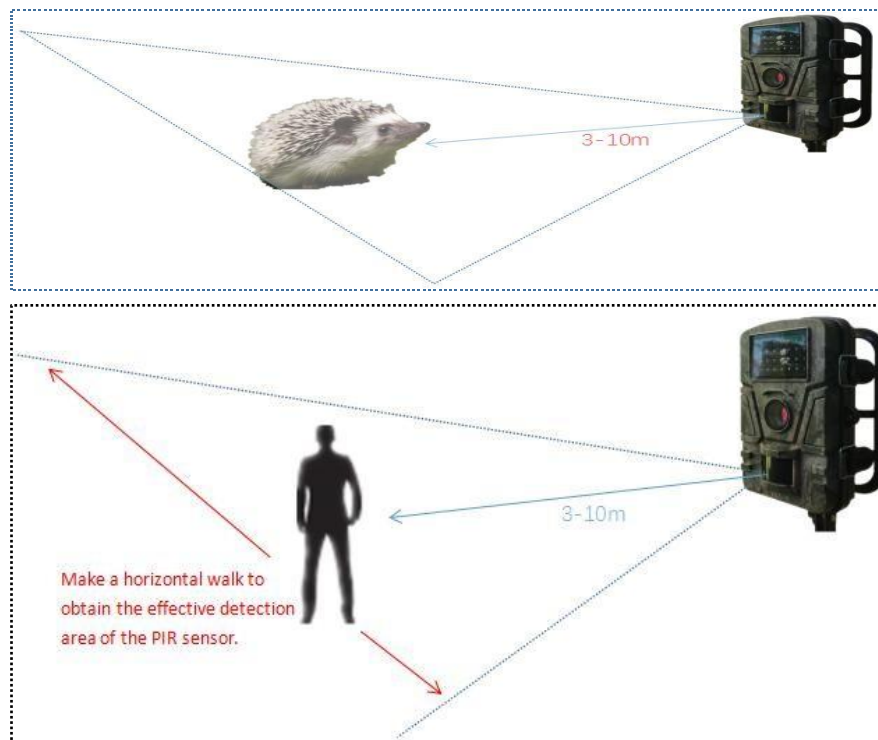 3-10m
3-10m
Make a horizontal walk to
obtain the effective detection
area of the PIR sensor.